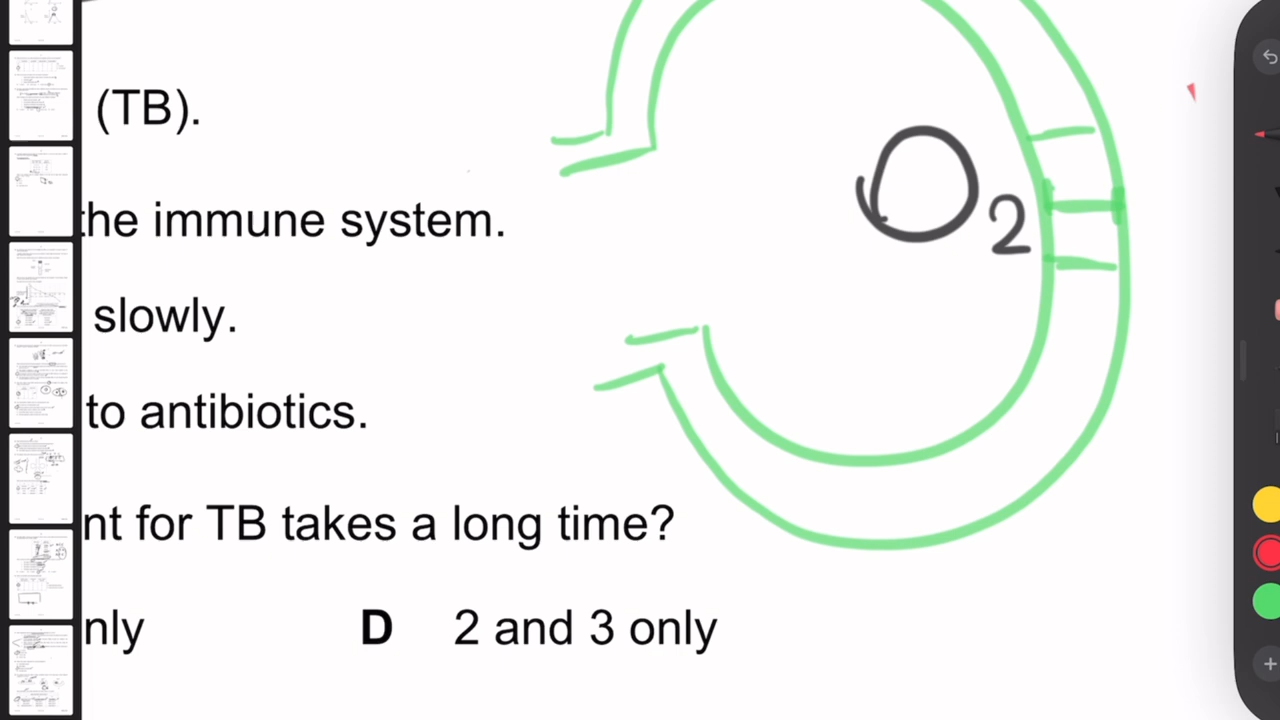 (TB).
the immune system.
slowly.
to antibiotics.
nt for TB takes a long time?
nly D 2 and 3 only
O2